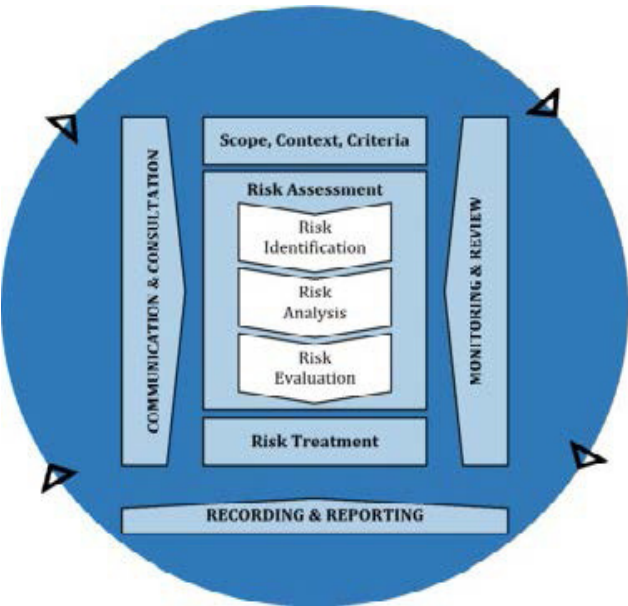 Scope, Context, Criteria
Risk Assessment
Risk
Identification
Risk
Analysis
Risk
Evaluation
Risk Treatment
COMMUNICATION & CONSULTATION
MONITORING & REVIEW
RECORDING & REPORTING